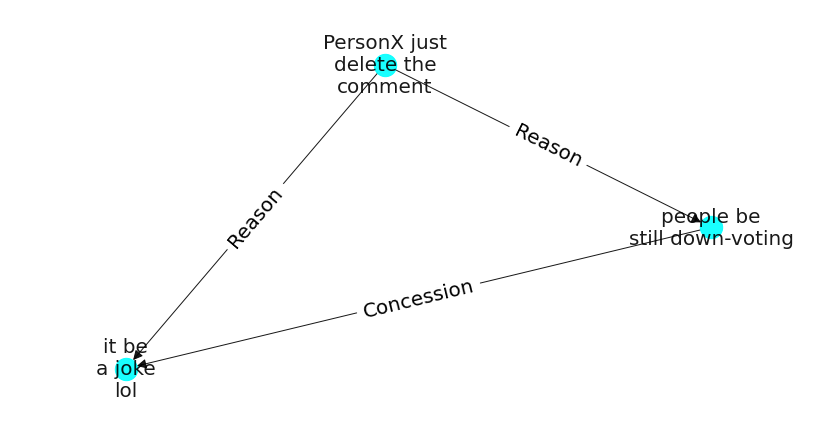 PersonX just
delete the
comment
Reason
Reason
people be
still down-voting
Concession
it be
a joke
lol